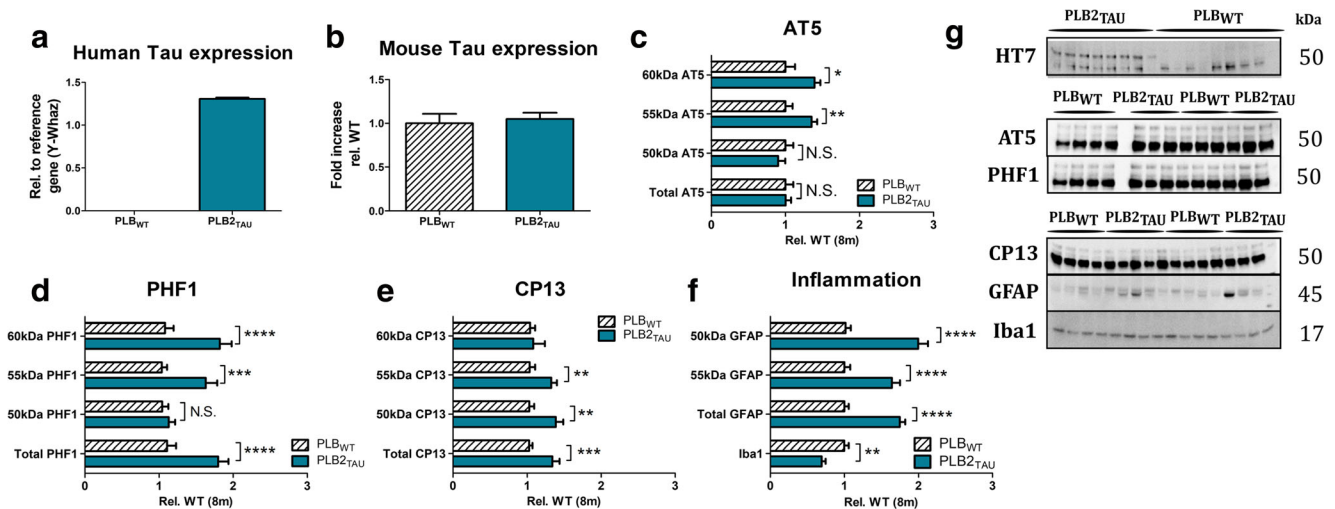 a
Human Tau expression
Rel. to reference
gene (Y-Whaz)
1.5
1.0
0.5
0.0
PLBWT
PLB2TAU
b
Mouse Tau expression
Fold increase
rel. WT
1.5
1.0
0.5
0.0
PLBWT
PLB2TAU
c
AT5
60kDa AT5
*
55kDa AT5
**
50kDa AT5
N.S.
Total AT5
N.S.
PLBWT
PLB2TAU
0 1 2 3
Rel. WT (8m)
d
PHF1
60kDa PHF1
****
55kDa PHF1
***
50kDa PHF1
N.S.
Total PHF1
****
PLBWT
PLB2TAU
0 1 2 3
Rel. WT (8m)
e
CP13
PLBWT
PLB2TAU
60kDa CP13
55kDa CP13
**
50kDa CP13
**
Total CP13
***
0 1 2 3
Rel. WT (8m)
f
Inflammation
50kDa GFAP
****
55kDa GFAP
****
Total GFAP
****
Iba1
**
PLBWT
PLB2TAU
0 1 2 3
Rel. WT (8m)
g
PLB2TAU PLBWT kDa
HT7 50
PLBWT PLB2TAU PLBWT PLB2TAU
AT5 50
PHF1 50
PLBWT PLB2TAU PLBWT PLB2TAU
CP13 50
GFAP 45
Iba1 17